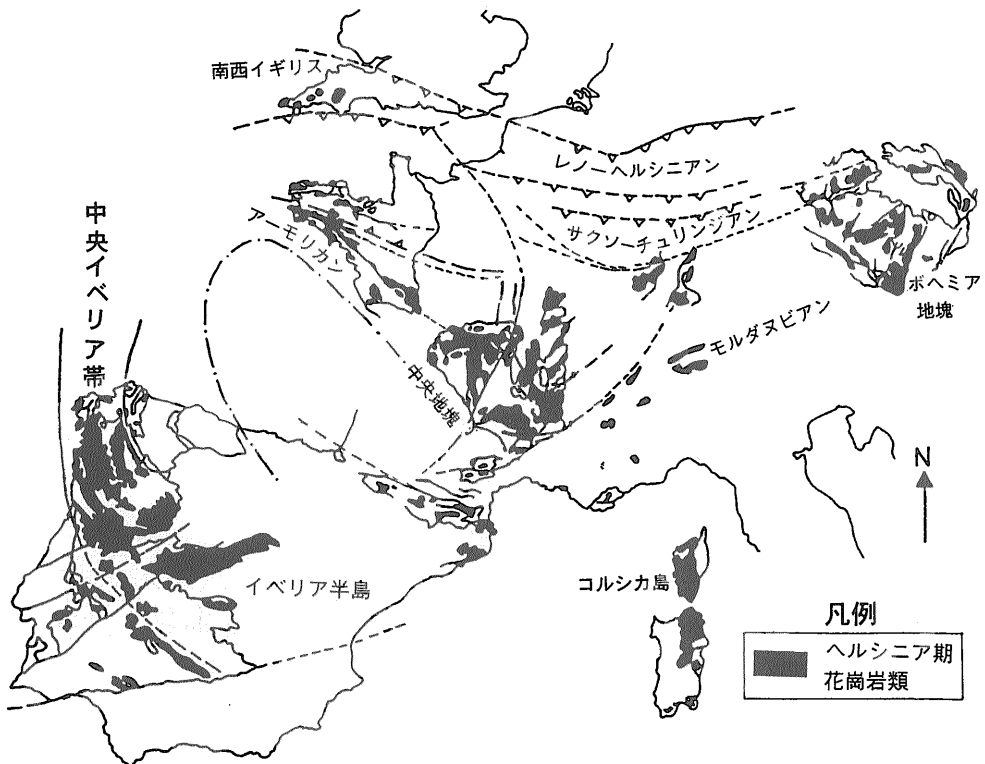 南西イギリス
レノーヘルシニアン
サクソーチュリンジアン
アーモリカン
中央イベリア帯
ボヘミア
地塊
モルダヌビアン
中央地塊
N
イベリア半島
コルシカ島
凡例
ヘルシニア期
花崗岩類